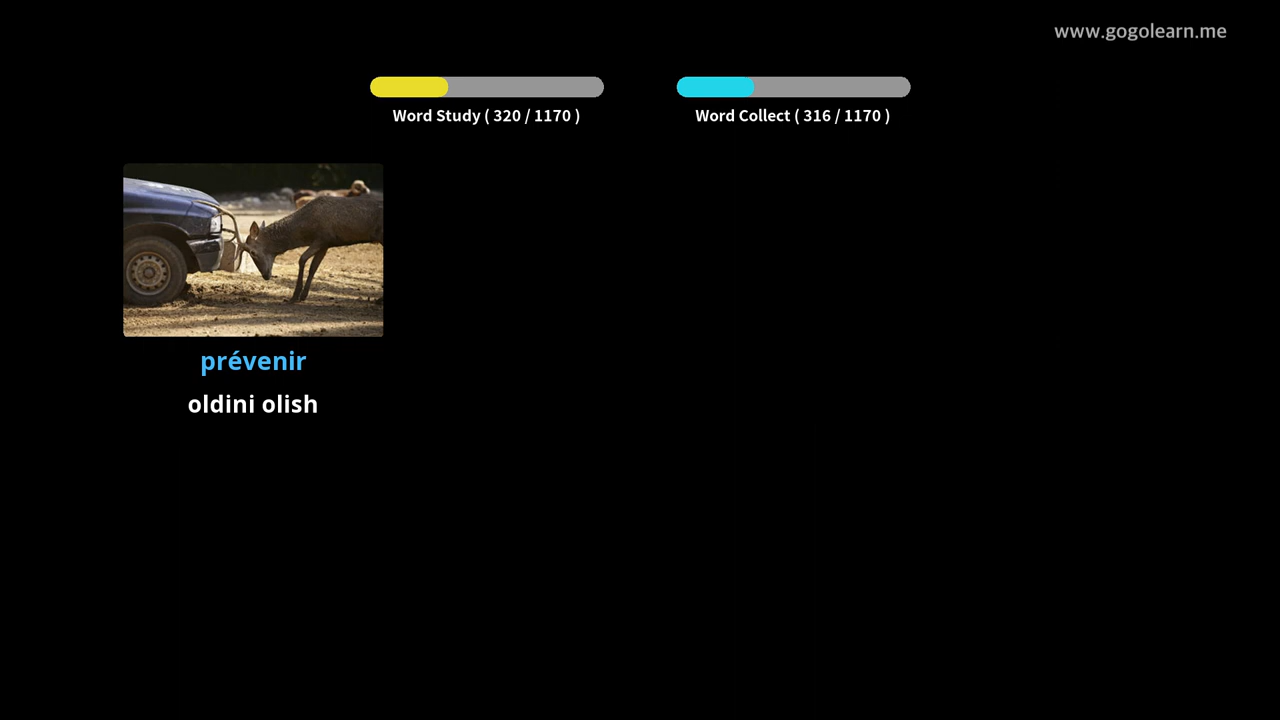 www.gogolearn.me
Word Study ( 320 / 1170 )
Word Collect ( 316 / 1170 )
prévenir
oldini olish